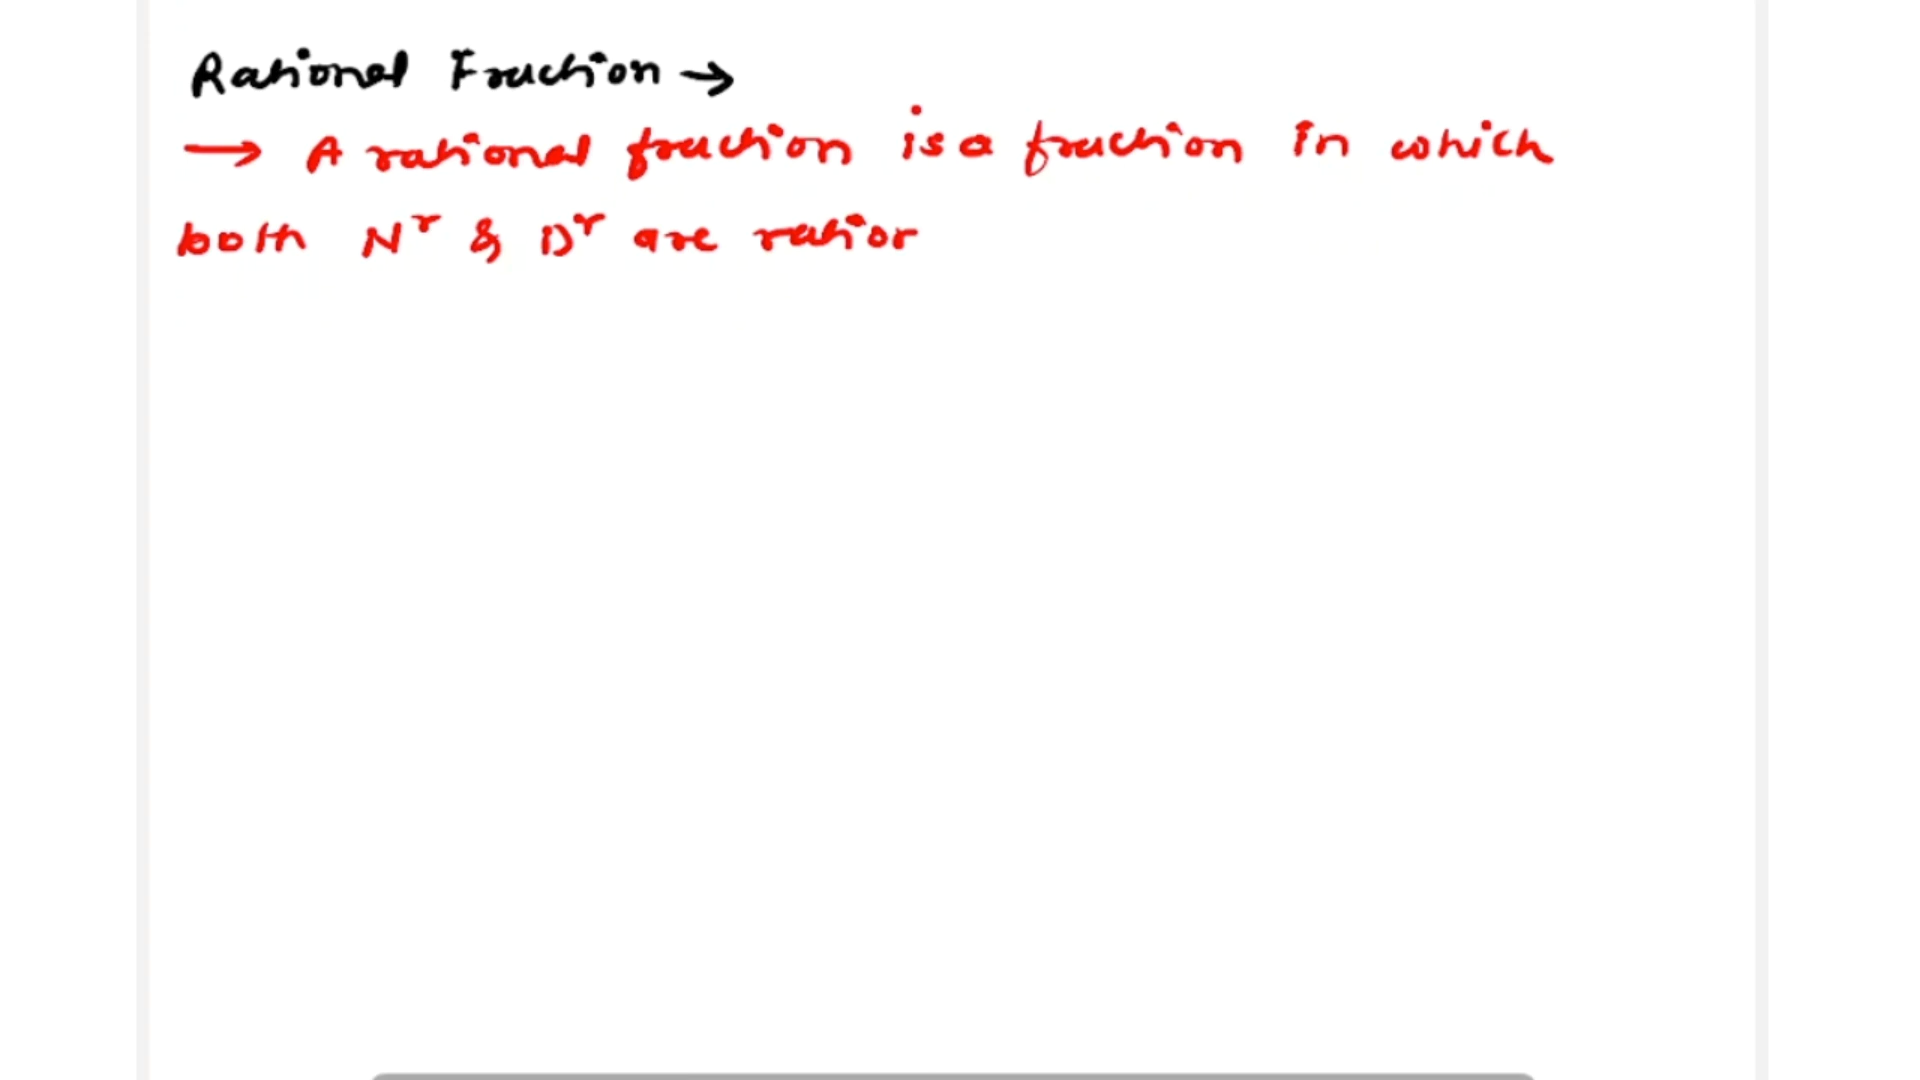 Rational Fraction →
→ A rational fraction is a fraction in which
both Nʳ & Dʳ are ratior